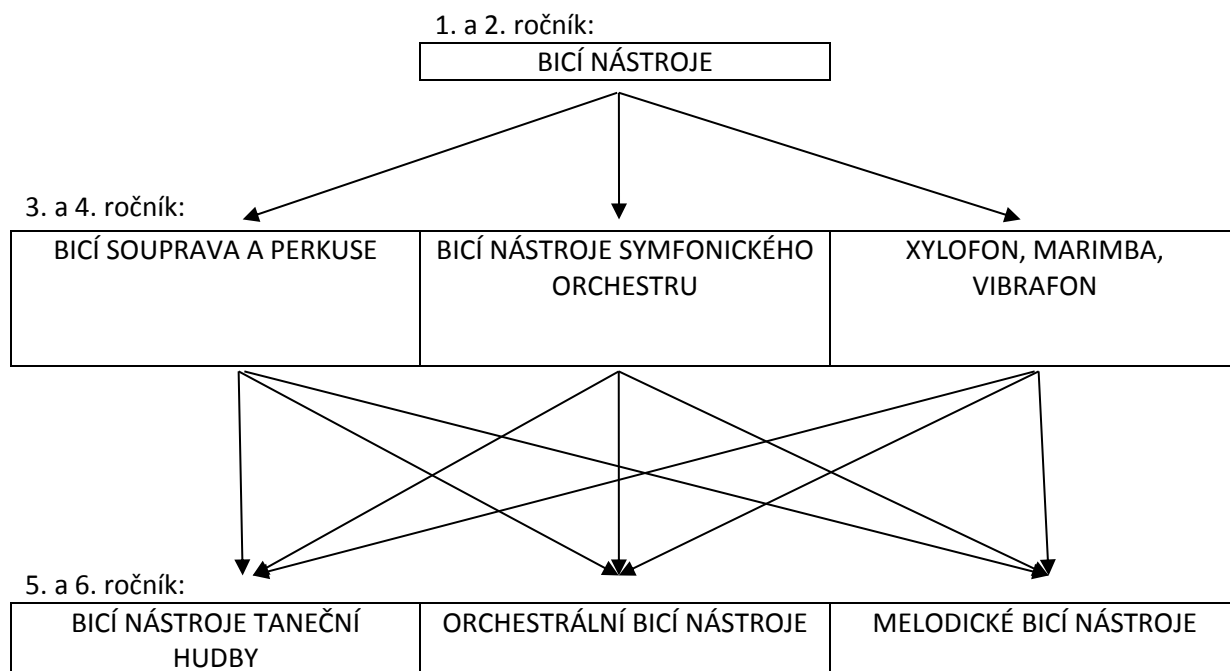 1. a 2. ročník:
BICÍ NÁSTROJE
3. a 4. ročník:
BICÍ SOUPRAVA A PERKUSE
BICÍ NÁSTROJE SYMFONICKÉHO
ORCHESTRU
XYLOFON, MARIMBA,
VIBRAFON
5. a 6. ročník:
BICÍ NÁSTROJE TANEČNÍ
HUDBY
ORCHESTRÁLNÍ BICÍ NÁSTROJE
MELODICKÉ BICÍ NÁSTROJE